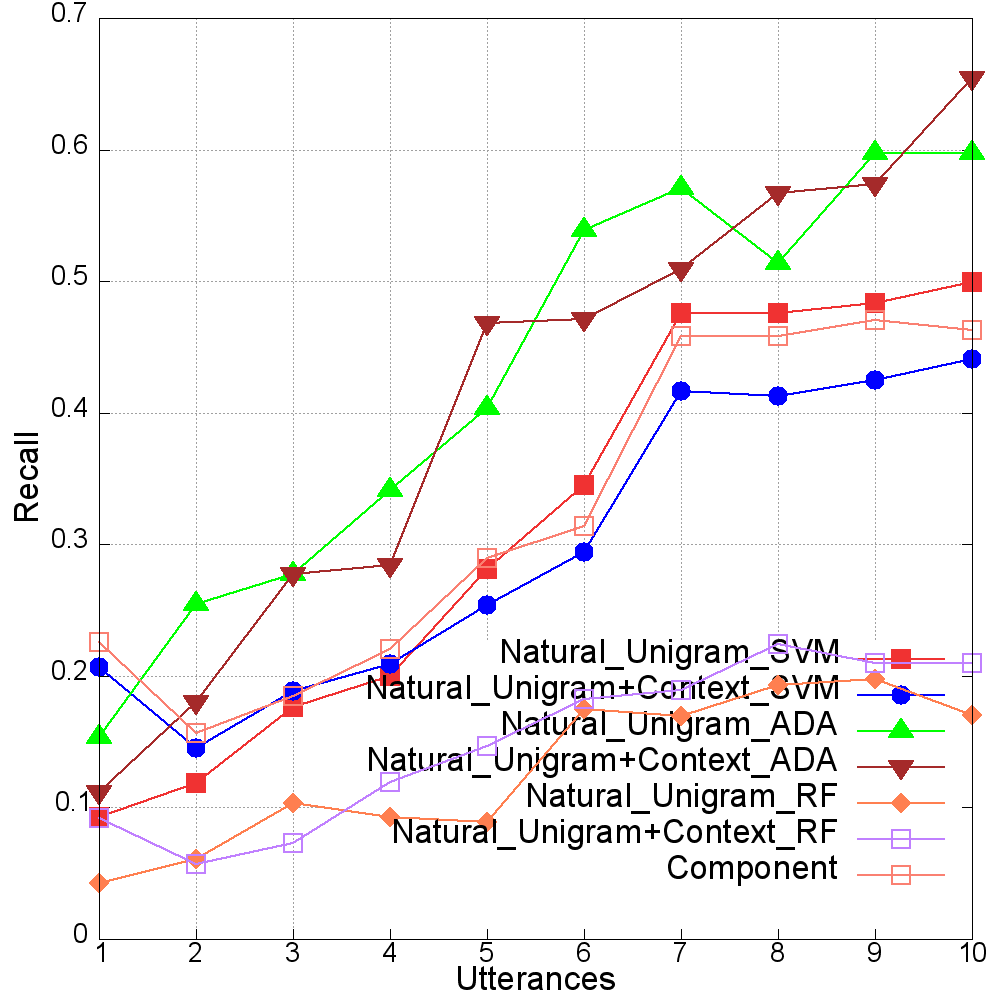 0.7
0.6
0.5
0.4
0.3
0.2
0.1
0
Recall
Natural_Unigram_SVM
Natural_Unigram+Context_SVM
Natural_Unigram_ADA
Natural_Unigram+Context_ADA
Natural_Unigram_RF
Natural_Unigram+Context_RF
Component
1 2 3 4 5 6 7 8 9 10
Utterances